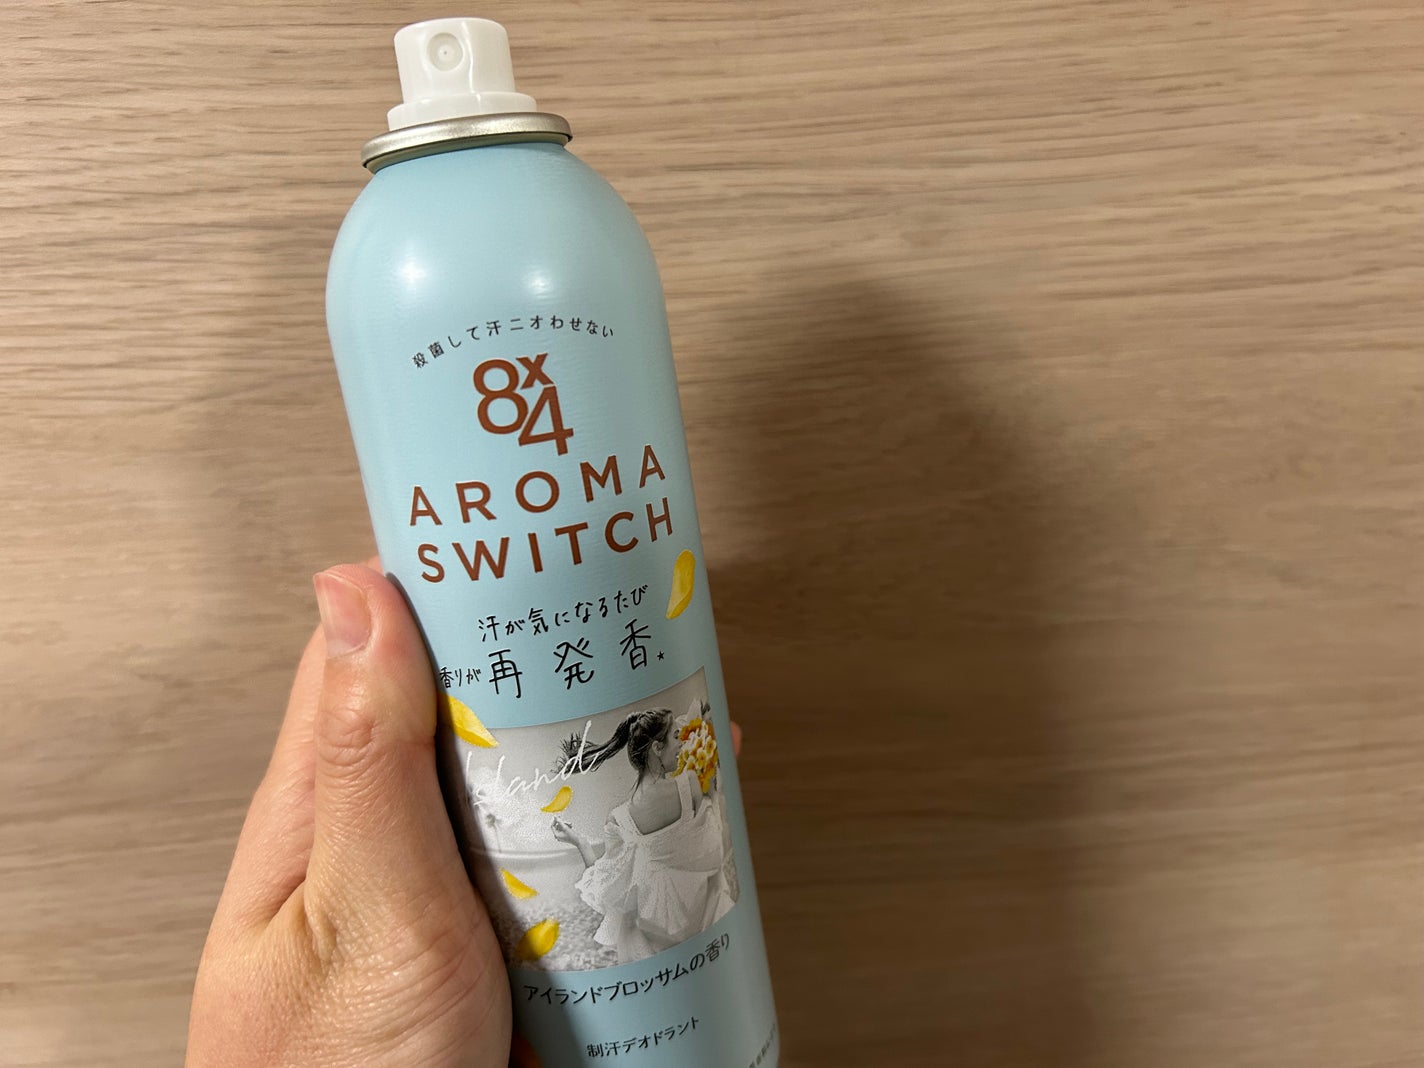 殺菌して汗ニオわせない
8x4
AROMA
SWITCH
汗が気になるたび
香りが再発香★
Island
アイランドブロッサムの香り
制汗デオドラント